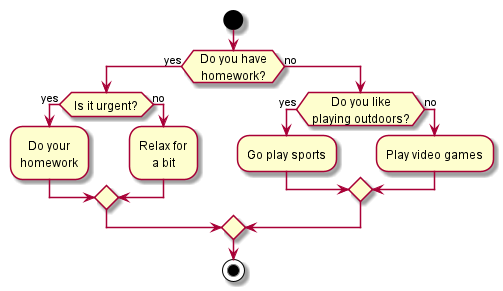 Do you have
homework?
yes
no
Is it urgent?
yes
no
Do your
homework
Relax for
a bit
Do you like
playing outdoors?
yes
no
Go play sports
Play video games